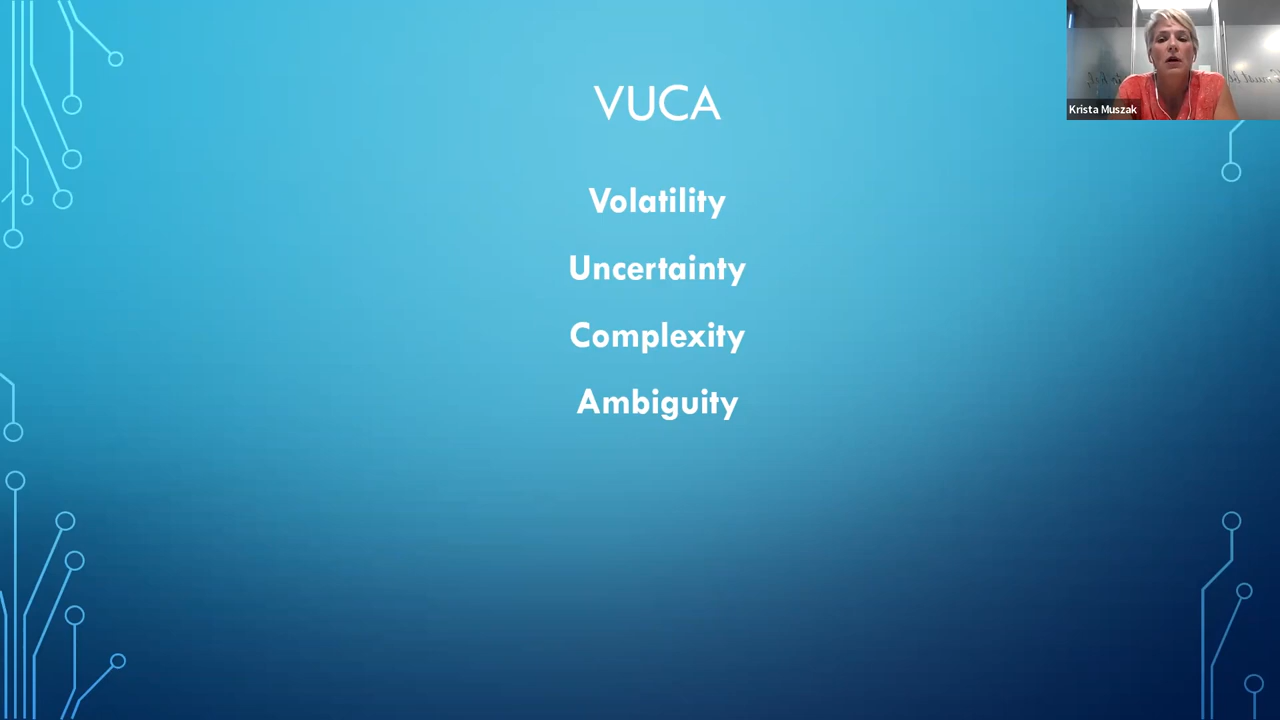 VUCA
Volatility
Uncertainty
Complexity
Ambiguity
Krista Muszak